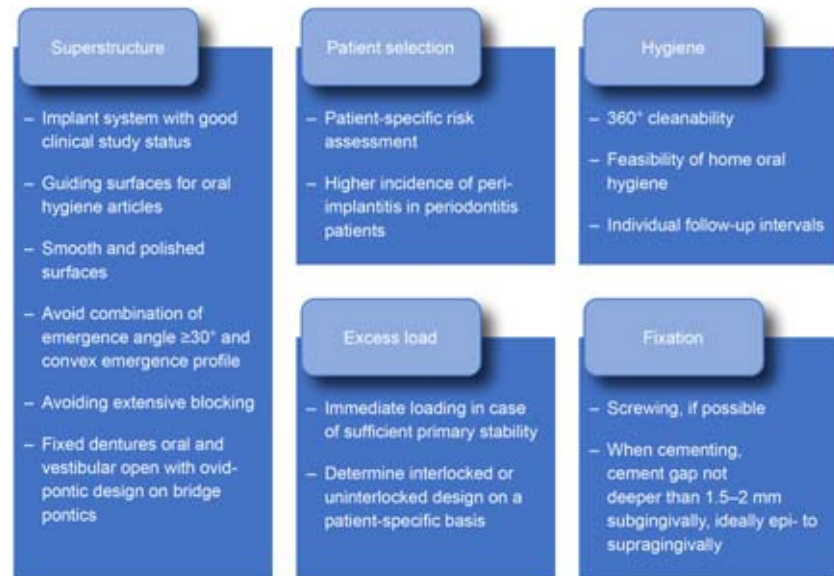 Superstructure
– Implant system with good
clinical study status
– Guiding surfaces for oral
hygiene articles
– Smooth and polished
surfaces
– Avoid combination of
emergence angle ≥30° and
convex emergence profile
– Avoiding extensive blocking
– Fixed dentures oral and
vestibular open with ovid-
pontic design on bridge
pontics
Patient selection
– Patient-specific risk
assessment
– Higher incidence of peri-
implantitis in periodontitis
patients
Hygiene
– 360° cleanability
– Feasibility of home oral
hygiene
– Individual follow-up intervals
Excess load
– Immediate loading in case
of sufficient primary stability
– Determine interlocked or
uninterlocked design on a
patient-specific basis
Fixation
– Screwing, if possible
– When cementing,
cement gap not
deeper than 1.5–2 mm
subgingivally, ideally epi- to
supragingivally